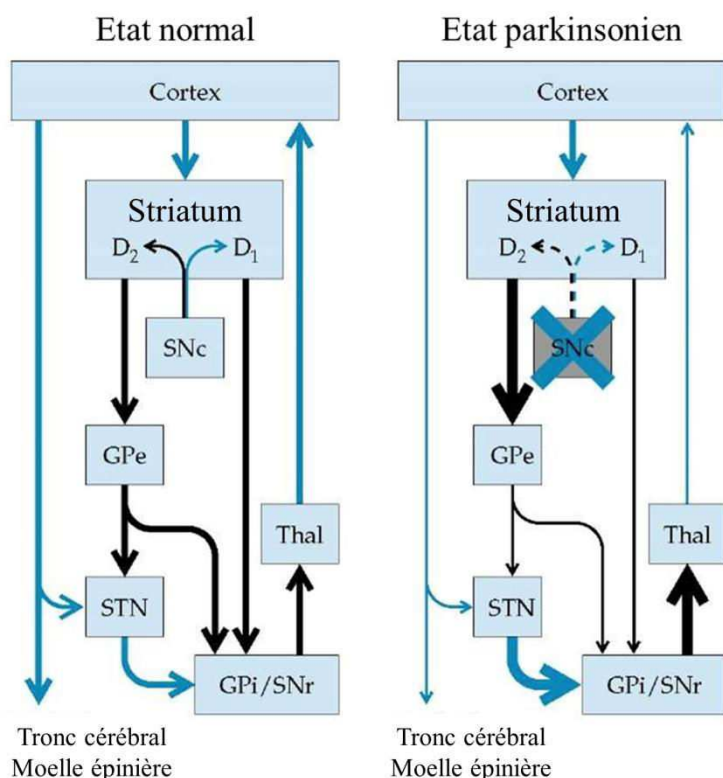 Etat normal
Cortex
Striatum
D2 D1
SNc
GPe
Thal
STN
GPi/SNr
Tronc cérébral
Moelle épinière
Etat parkinsonien
Cortex
Striatum
D2 D1
SNc
GPe
Thal
STN
GPi/SNr
Tronc cérébral
Moelle épinière